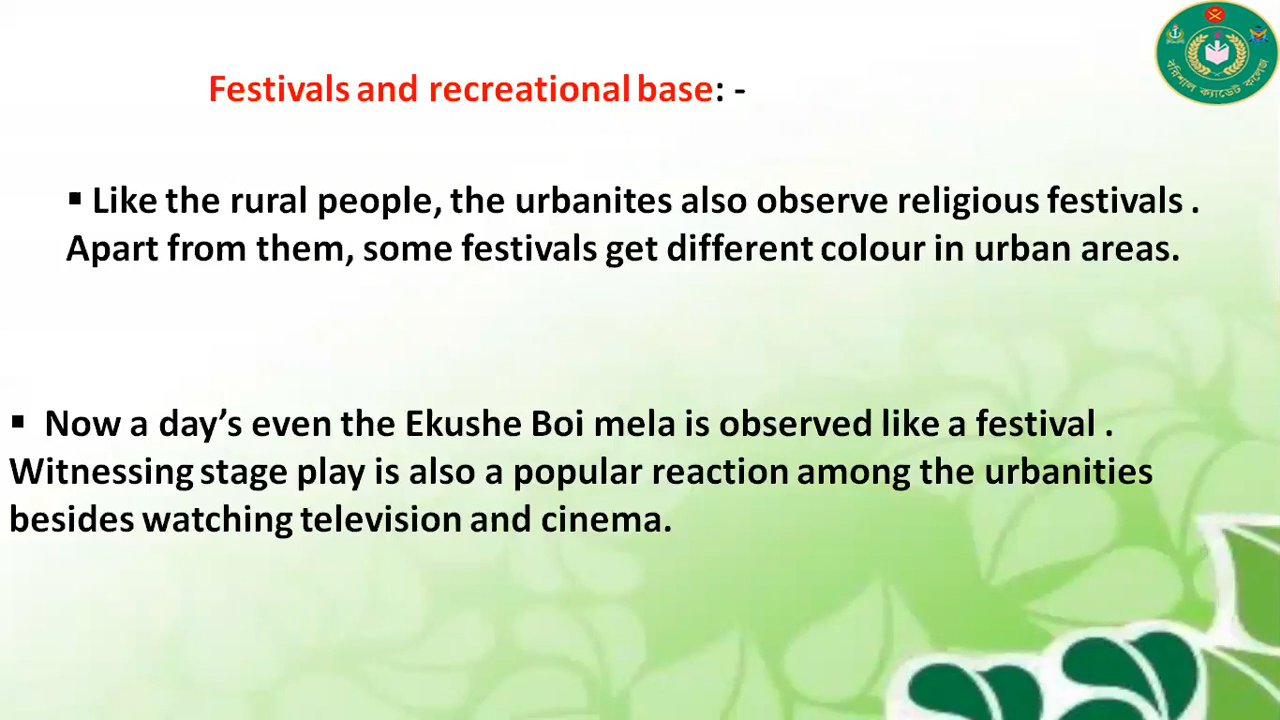 Festivals and recreational base: -
▪ Like the rural people, the urbanites also observe religious festivals .
Apart from them, some festivals get different colour in urban areas.
▪ Now a day’s even the Ekushe Boi mela is observed like a festival .
Witnessing stage play is also a popular reaction among the urbanities
besides watching television and cinema.
বরিশাল ক্যাডেট কলেজ